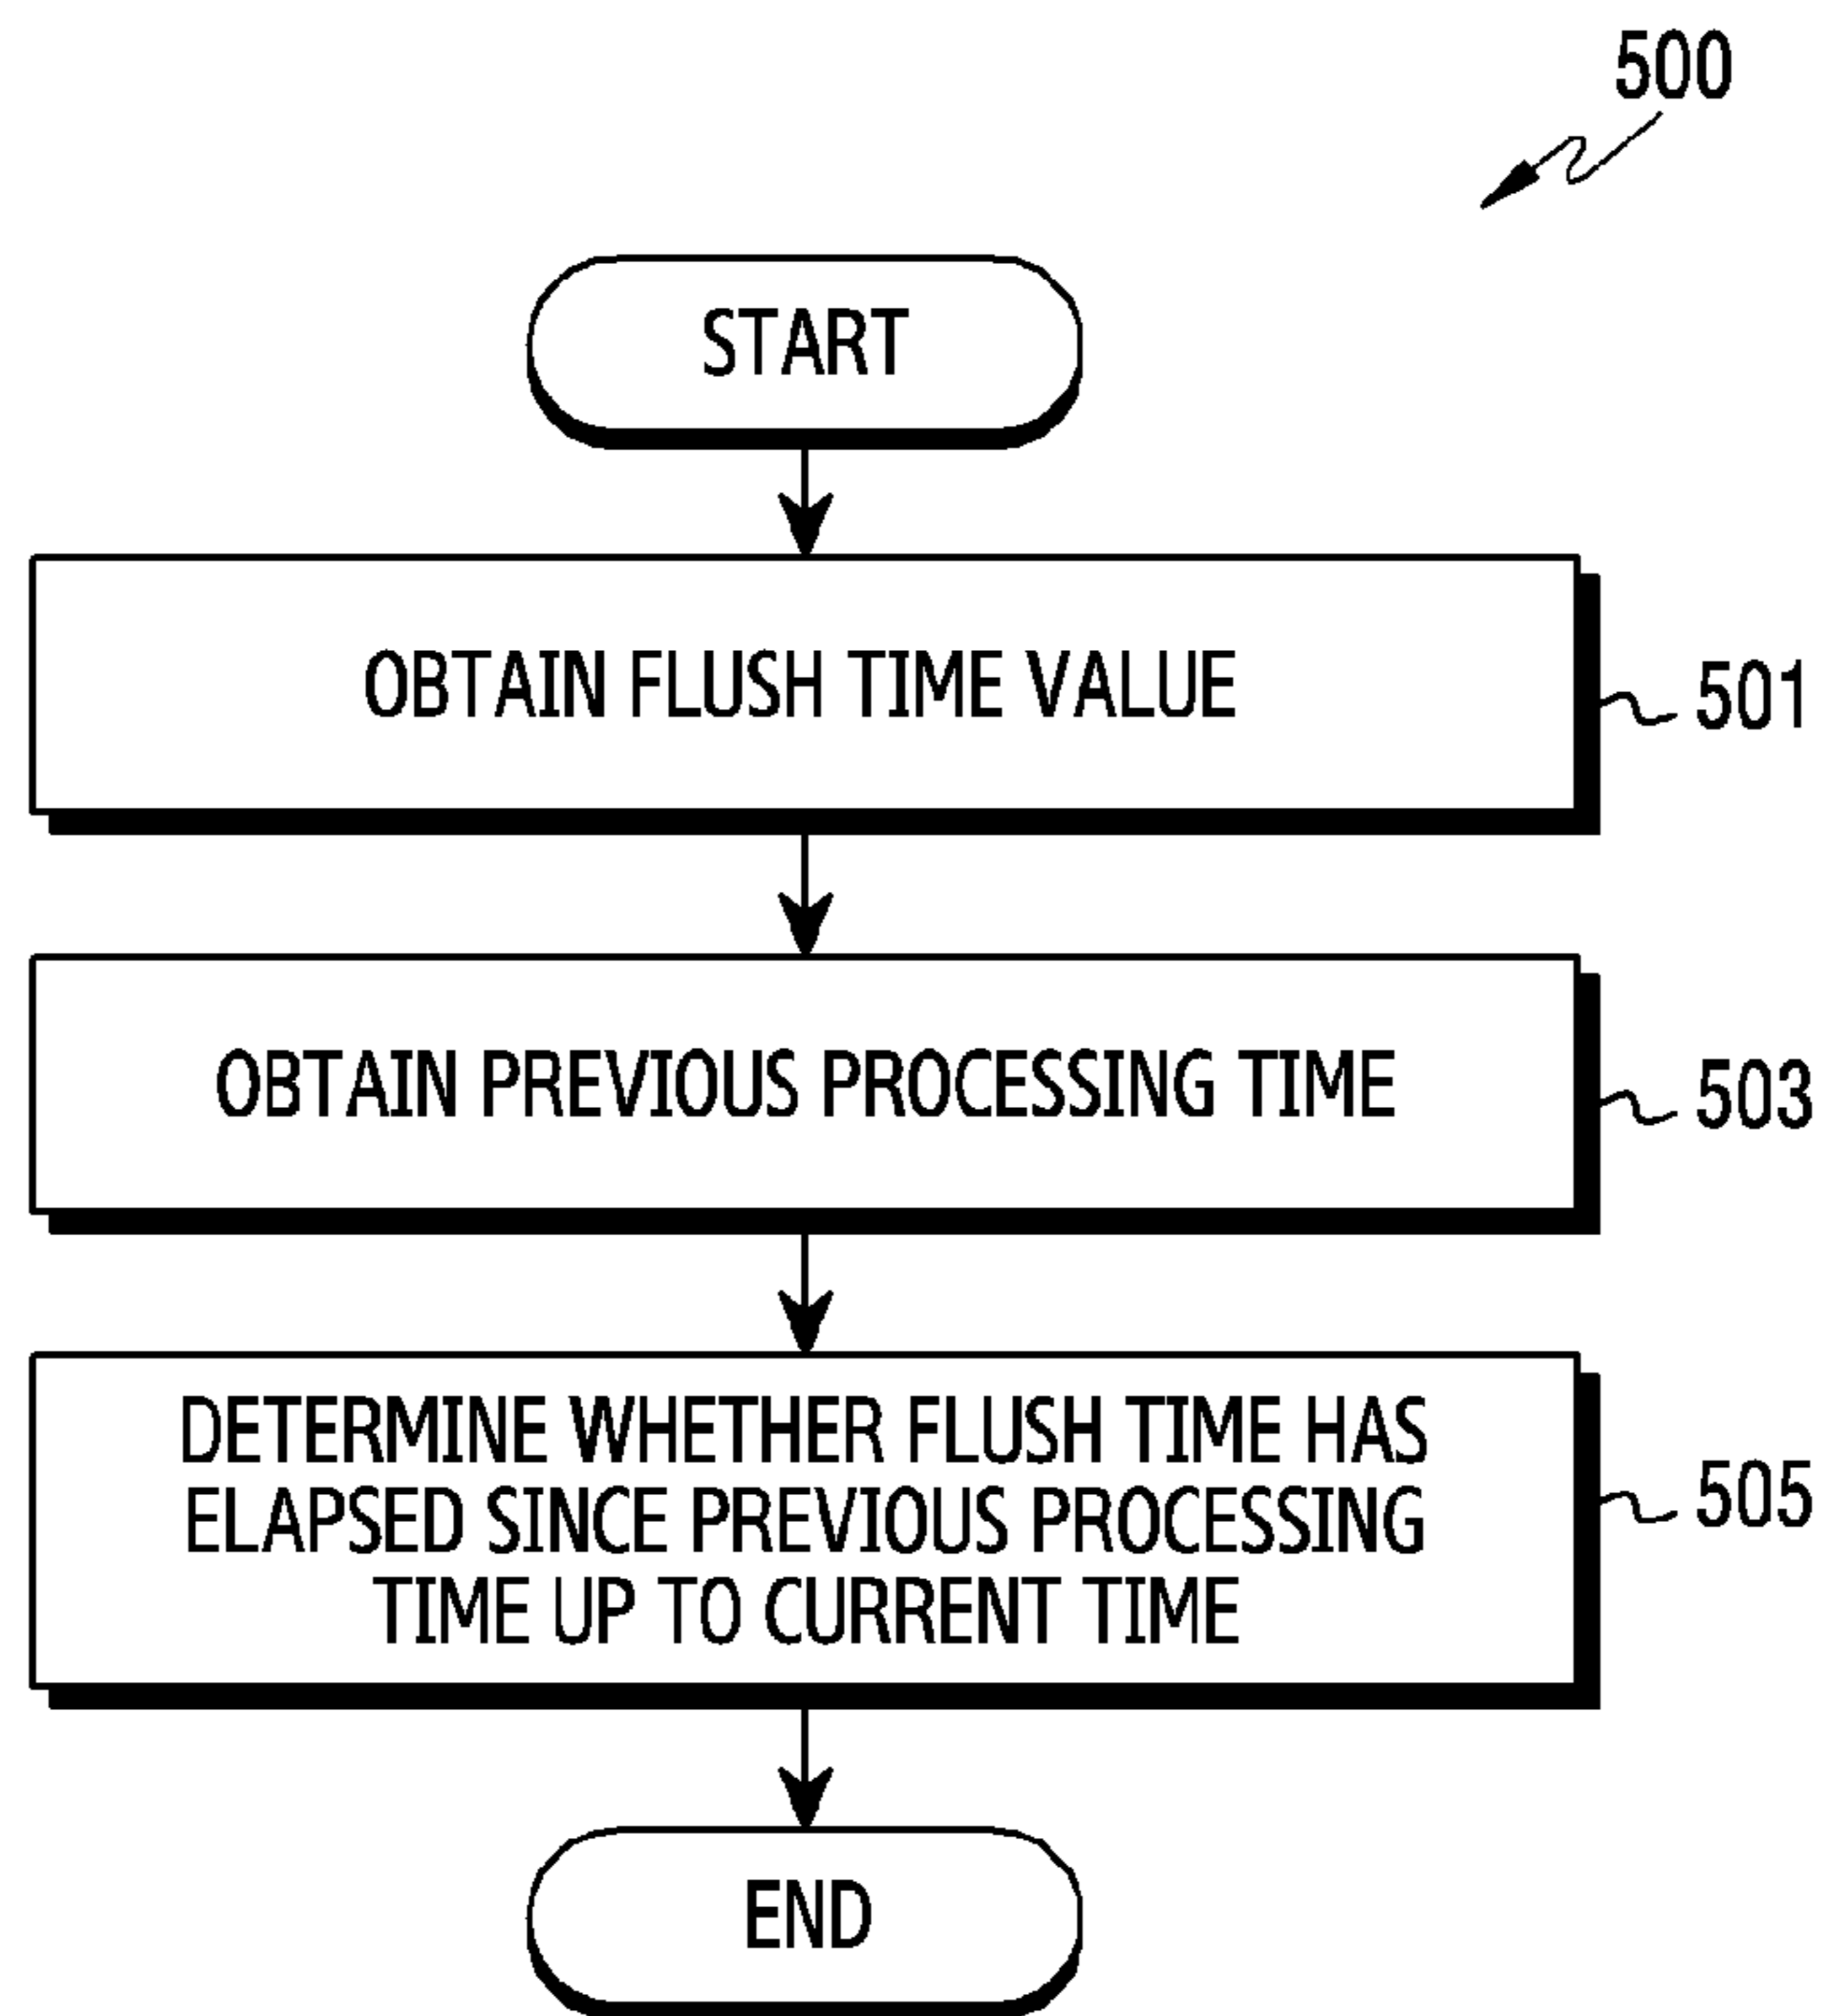 500
START
OBTAIN FLUSH TIME VALUE
501
OBTAIN PREVIOUS PROCESSING TIME
503
DETERMINE WHETHER FLUSH TIME HAS
ELAPSED SINCE PREVIOUS PROCESSING
TIME UP TO CURRENT TIME
505
END